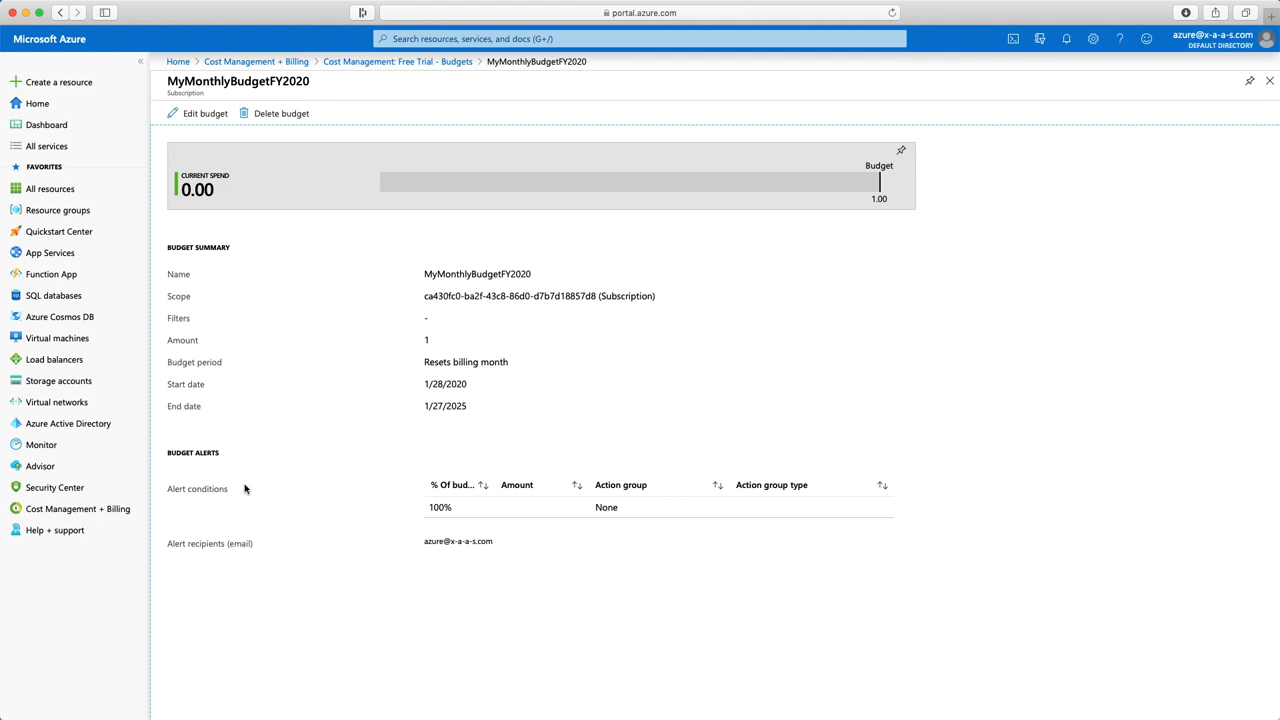 portal.azure.com
Microsoft Azure
Search resources, services, and docs (G+/)
azure@x-a-a-s.com
DEFAULT DIRECTORY
Create a resource
Home
Dashboard
All services
FAVORITES
All resources
Resource groups
Quickstart Center
App Services
Function App
SQL databases
Azure Cosmos DB
Virtual machines
Load balancers
Storage accounts
Virtual networks
Azure Active Directory
Monitor
Advisor
Security Center
Cost Management + Billing
Help + support
Home > Cost Management + Billing > Cost Management: Free Trial - Budgets > MyMonthlyBudgetFY2020
MyMonthlyBudgetFY2020
Subscription
Edit budget Delete budget
CURRENT SPEND
0.00
Budget
1.00
BUDGET SUMMARY
Name MyMonthlyBudgetFY2020
Scope ca430fc0-ba2f-43c8-86d0-d7b7d18857d8 (Subscription)
Filters -
Amount 1
Budget period Resets billing month
Start date 1/28/2020
End date 1/27/2025
BUDGET ALERTS
Alert conditions
% Of bud... Amount Action group Action group type
100% None
Alert recipients (email) azure@x-a-a-s.com